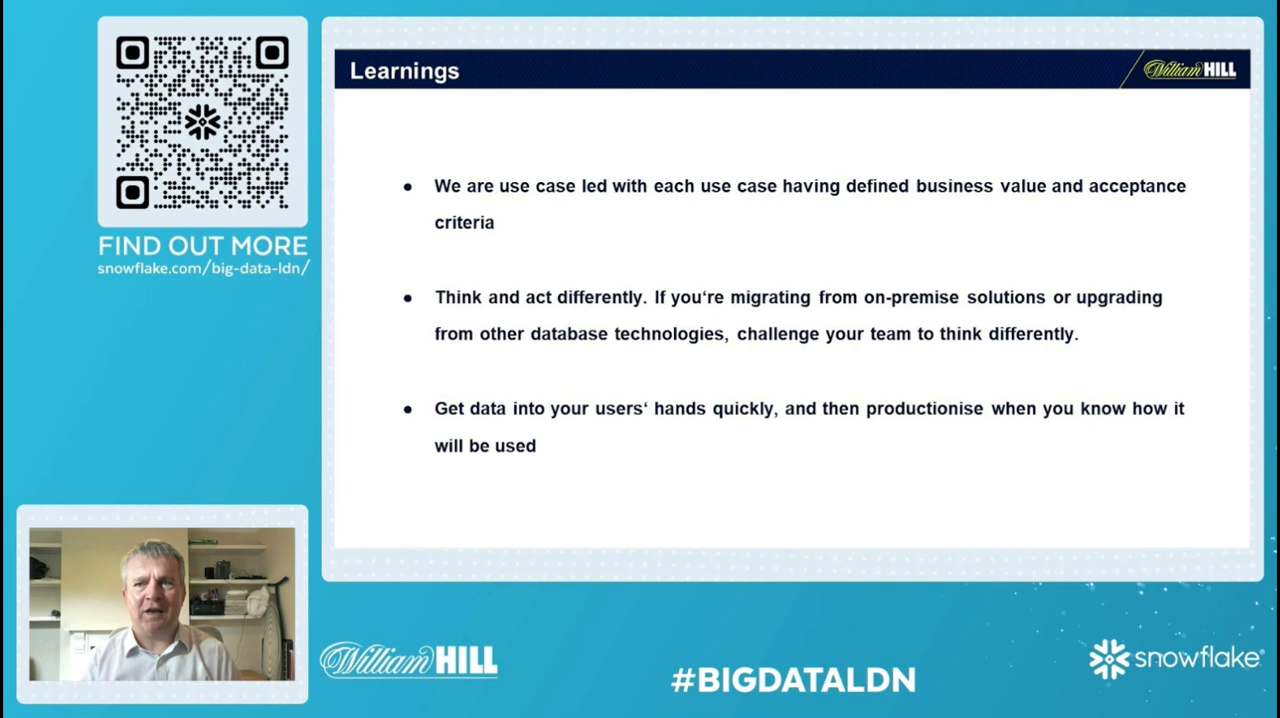 FIND OUT MORE
snowflake.com/big-data-ldn/
Learnings
William HILL
● We are use case led with each use case having defined business value and acceptance
criteria
● Think and act differently. If you‘re migrating from on-premise solutions or upgrading
from other database technologies, challenge your team to think differently.
● Get data into your users‘ hands quickly, and then productionise when you know how it
will be used
William HILL
#BIGDATALDN
snowflake®